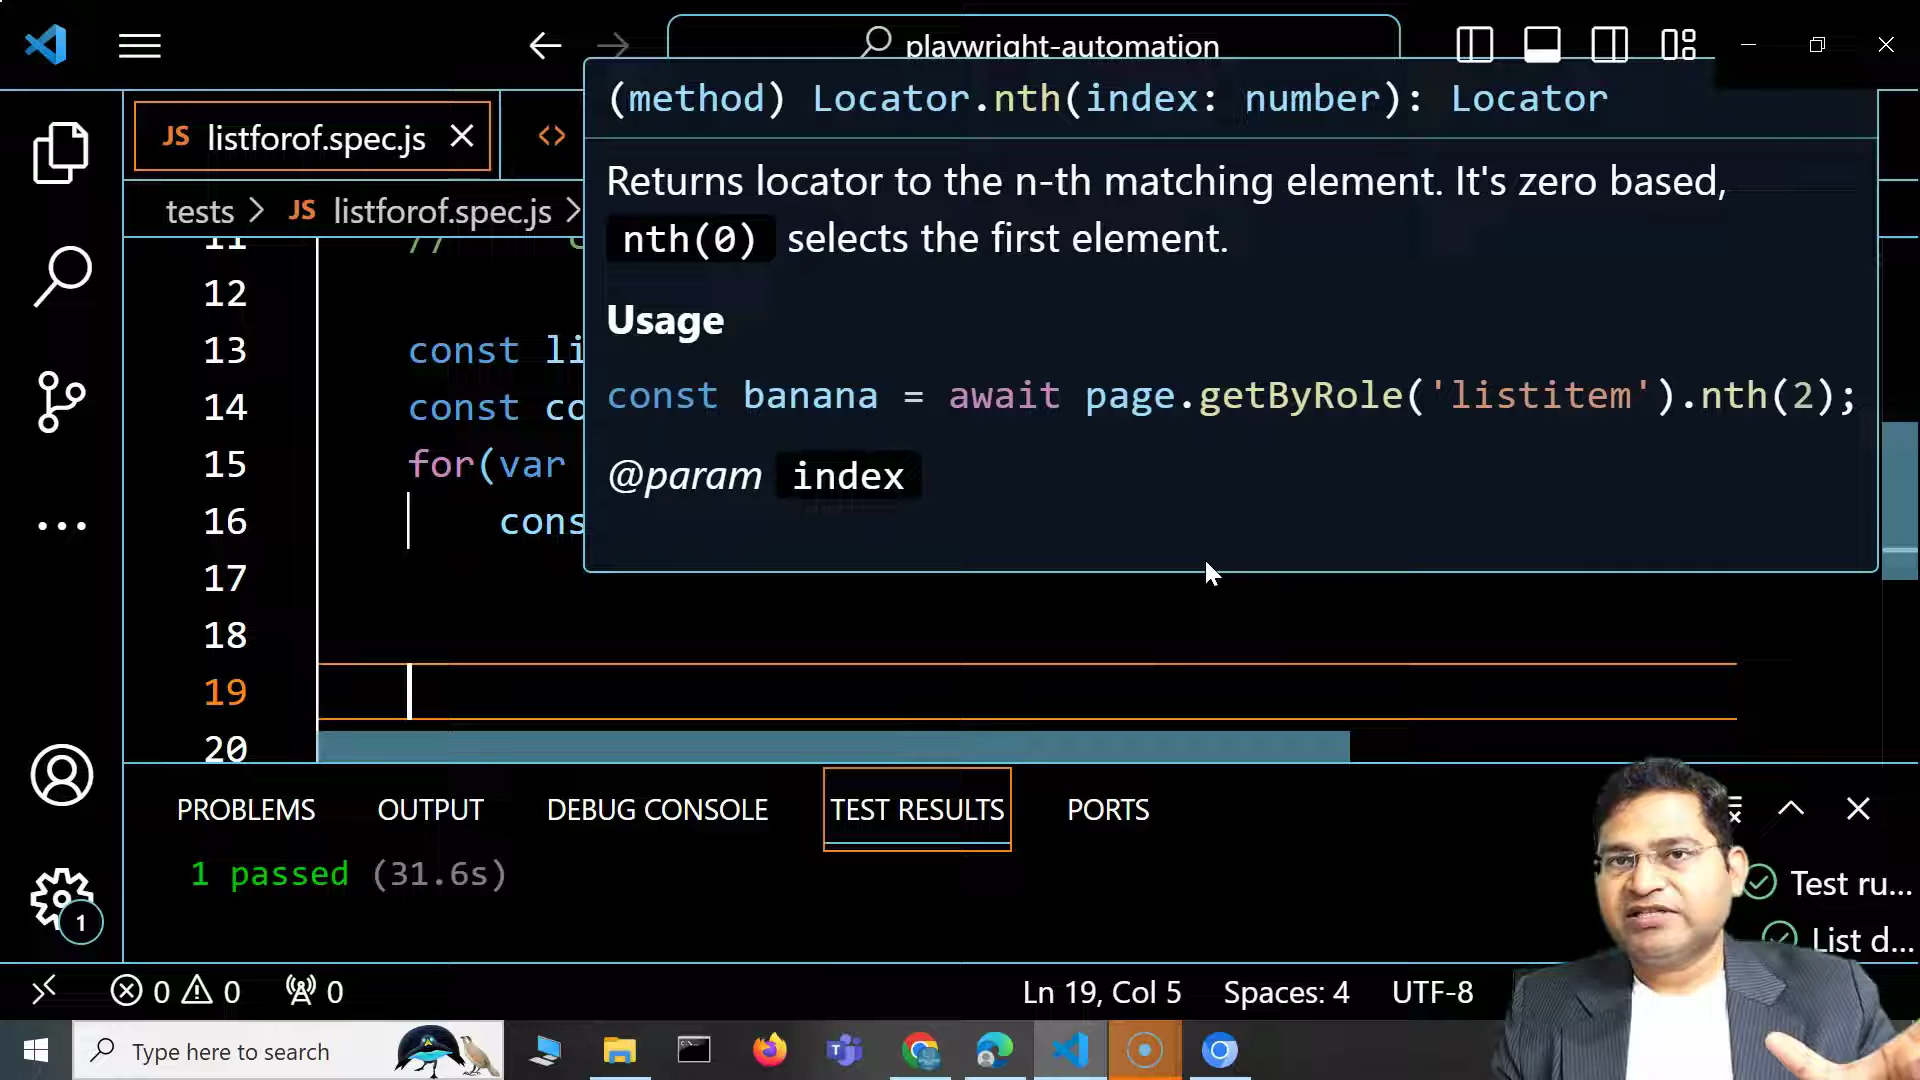 playwright-automation
(method) Locator.nth(index: number): Locator
JS listforof.spec.js
Returns locator to the n-th matching element. It's zero based,
tests > JS listforof.spec.js >
nth(0) selects the first element.
11 //
12
Usage
13 const li
const banana = await page.getByRole('listitem').nth(2);
14 const co
15 for(var
@param index
16 cons
17
18
19
20
PROBLEMS OUTPUT DEBUG CONSOLE TEST RESULTS PORTS
1 passed (31.6s)
Test ru...
List d...
1
0 0 0 Ln 19, Col 5 Spaces: 4 UTF-8
Type here to search